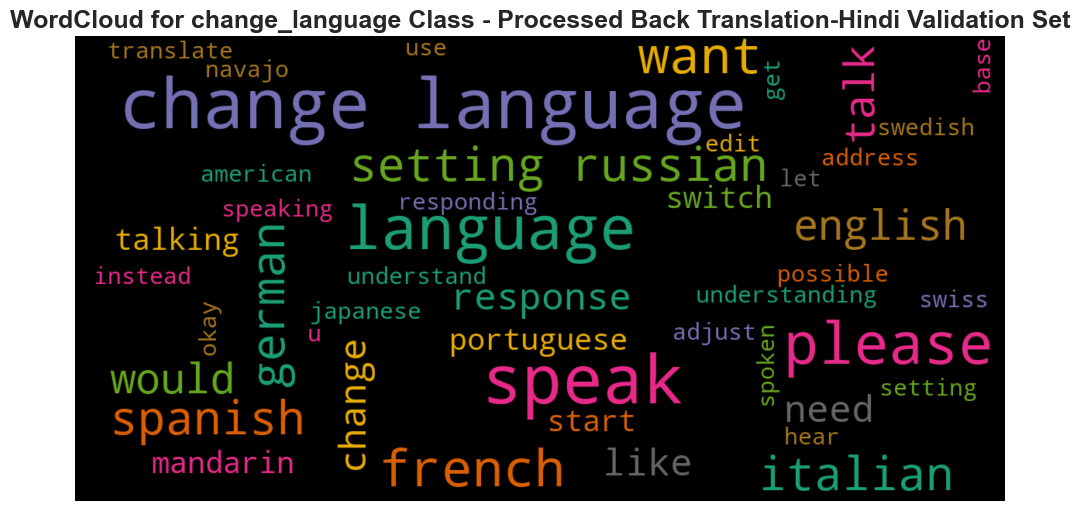 WordCloud for change_language Class - Processed Back Translation-Hindi Validation Set
translate
use
want
get
talk
base
navajo
change language
swedish
edit
address
setting russian
american
let
switch
responding
speaking
language
english
talking
german
instead
understand
possible
understanding
swiss
response
japanese
okay
u
adjust
portuguese
please
spoken
change
would
speak
setting
need
spanish
start
hear
mandarin
french
like
italian